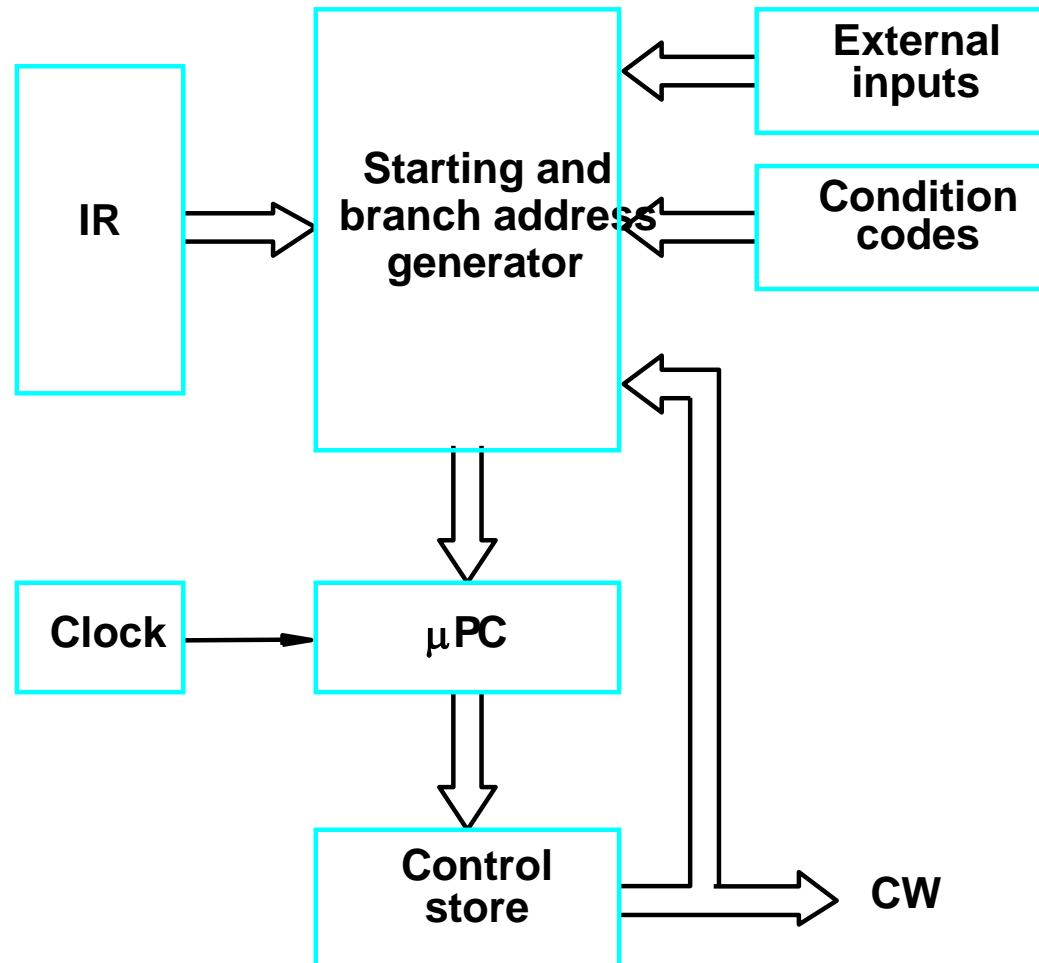 External
inputs
Starting and
branch address
generator
IR
Condition
codes
Clock
μPC
Control
store
CW